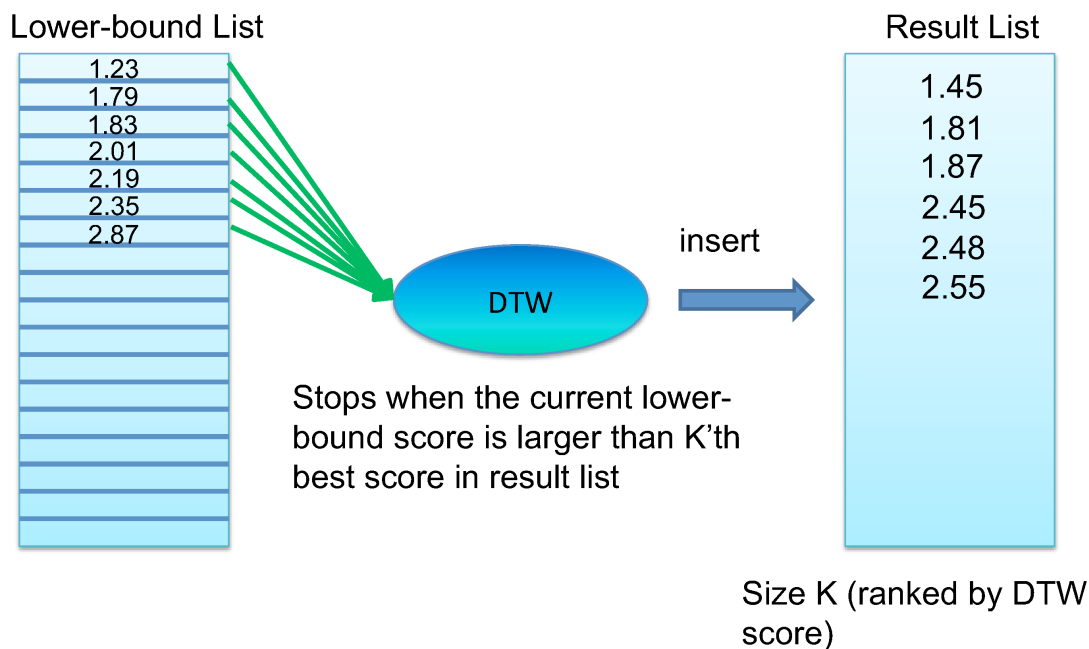 Lower-bound List
1.23
1.79
1.83
2.01
2.19
2.35
2.87
DTW
Stops when the current lower-
bound score is larger than K’th
best score in result list
insert
Result List
1.45
1.81
1.87
2.45
2.48
2.55
Size K (ranked by DTW
score)